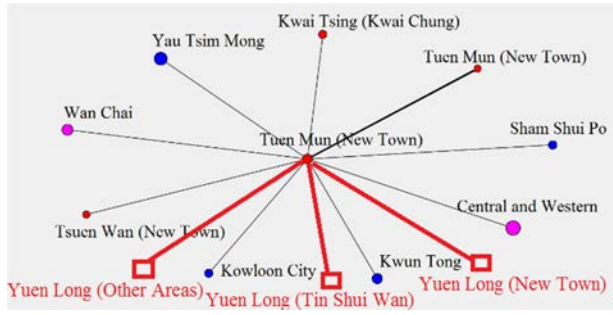 Kwai Tsing (Kwai Chung)
Yau Tsim Mong
Tuen Mun (New Town)
Wan Chai
Tuen Mun (New Town)
Sham Shui Po
Central and Western
Tsuen Wan (New Town)
Kowloon City
Kwun Tong
Yuen Long (Other Areas)
Yuen Long (Tin Shui Wan)
Yuen Long (New Town)